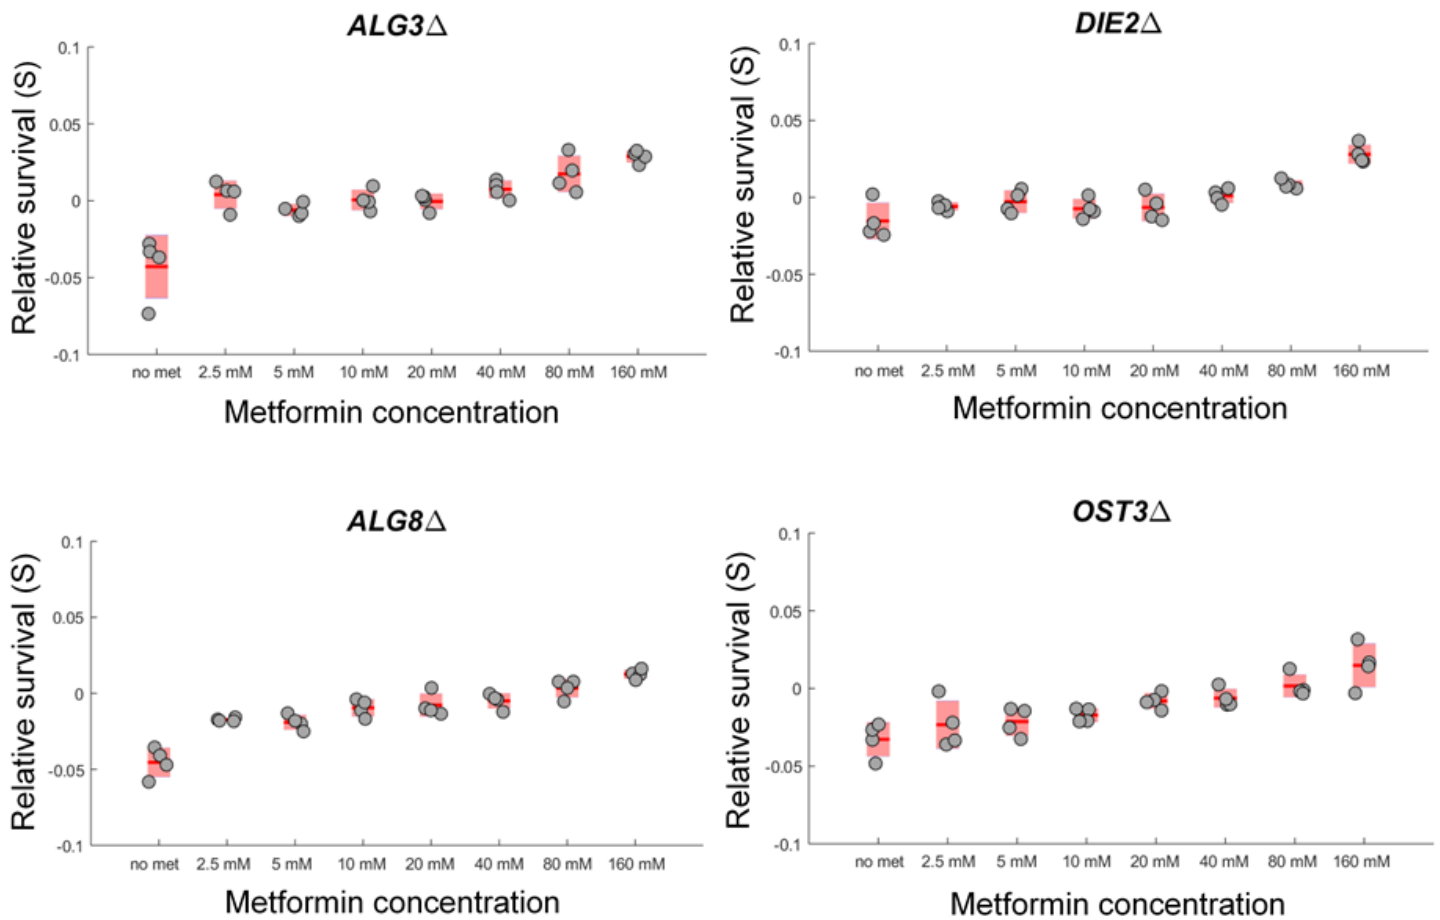 ALG3Δ
Relative survival (S)
0.1
0.05
0
-0.05
-0.1
no met 2.5 mM 5 mM 10 mM 20 mM 40 mM 80 mM 160 mM
Metformin concentration
DIE2Δ
Relative survival (S)
0.1
0.05
0
-0.05
-0.1
no met 2.5 mM 5 mM 10 mM 20 mM 40 mM 80 mM 160 mM
Metformin concentration
ALG8Δ
Relative survival (S)
0.1
0.05
0
-0.05
-0.1
no met 2.5 mM 5 mM 10 mM 20 mM 40 mM 80 mM 160 mM
Metformin concentration
OST3Δ
Relative survival (S)
0.1
0.05
0
-0.05
-0.1
no met 2.5 mM 5 mM 10 mM 20 mM 40 mM 80 mM 160 mM
Metformin concentration